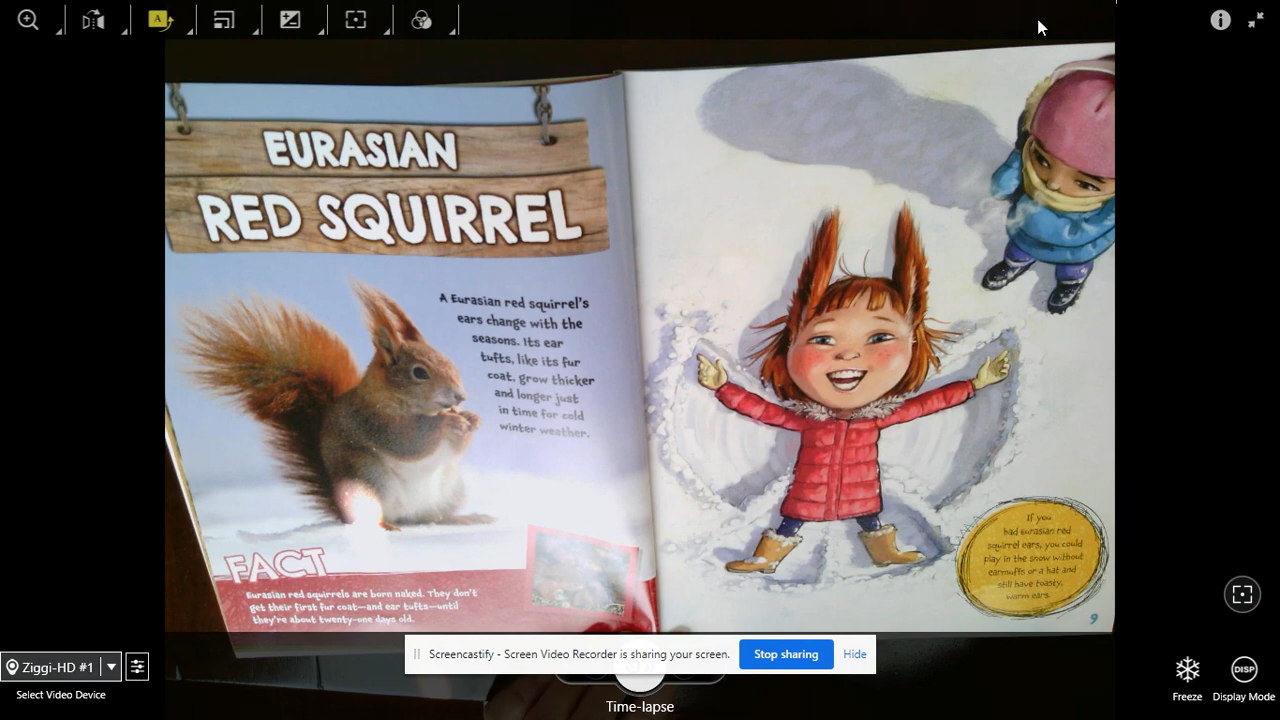 A
EURASIAN
RED SQUIRREL
A Eurasian red squirrel's
ears change with the
seasons. Its ear
tufts, like its fur
coat, grow thicker
and longer just
in time for cold
winter weather.
FACT
Eurasian red squirrels are born naked. They don't
get their first fur coat—and ear tufts—until
they're about twenty-one days old.
If you
had Eurasian red
squirrel ears, you could
play in the snow without
earmuffs or a hat and
still have toasty,
warm ears.
9
Screencastify - Screen Video Recorder is sharing your screen.
Stop sharing
Hide
Ziggi-HD #1
Select Video Device
Time-lapse
Freeze
DISP
Display Mode